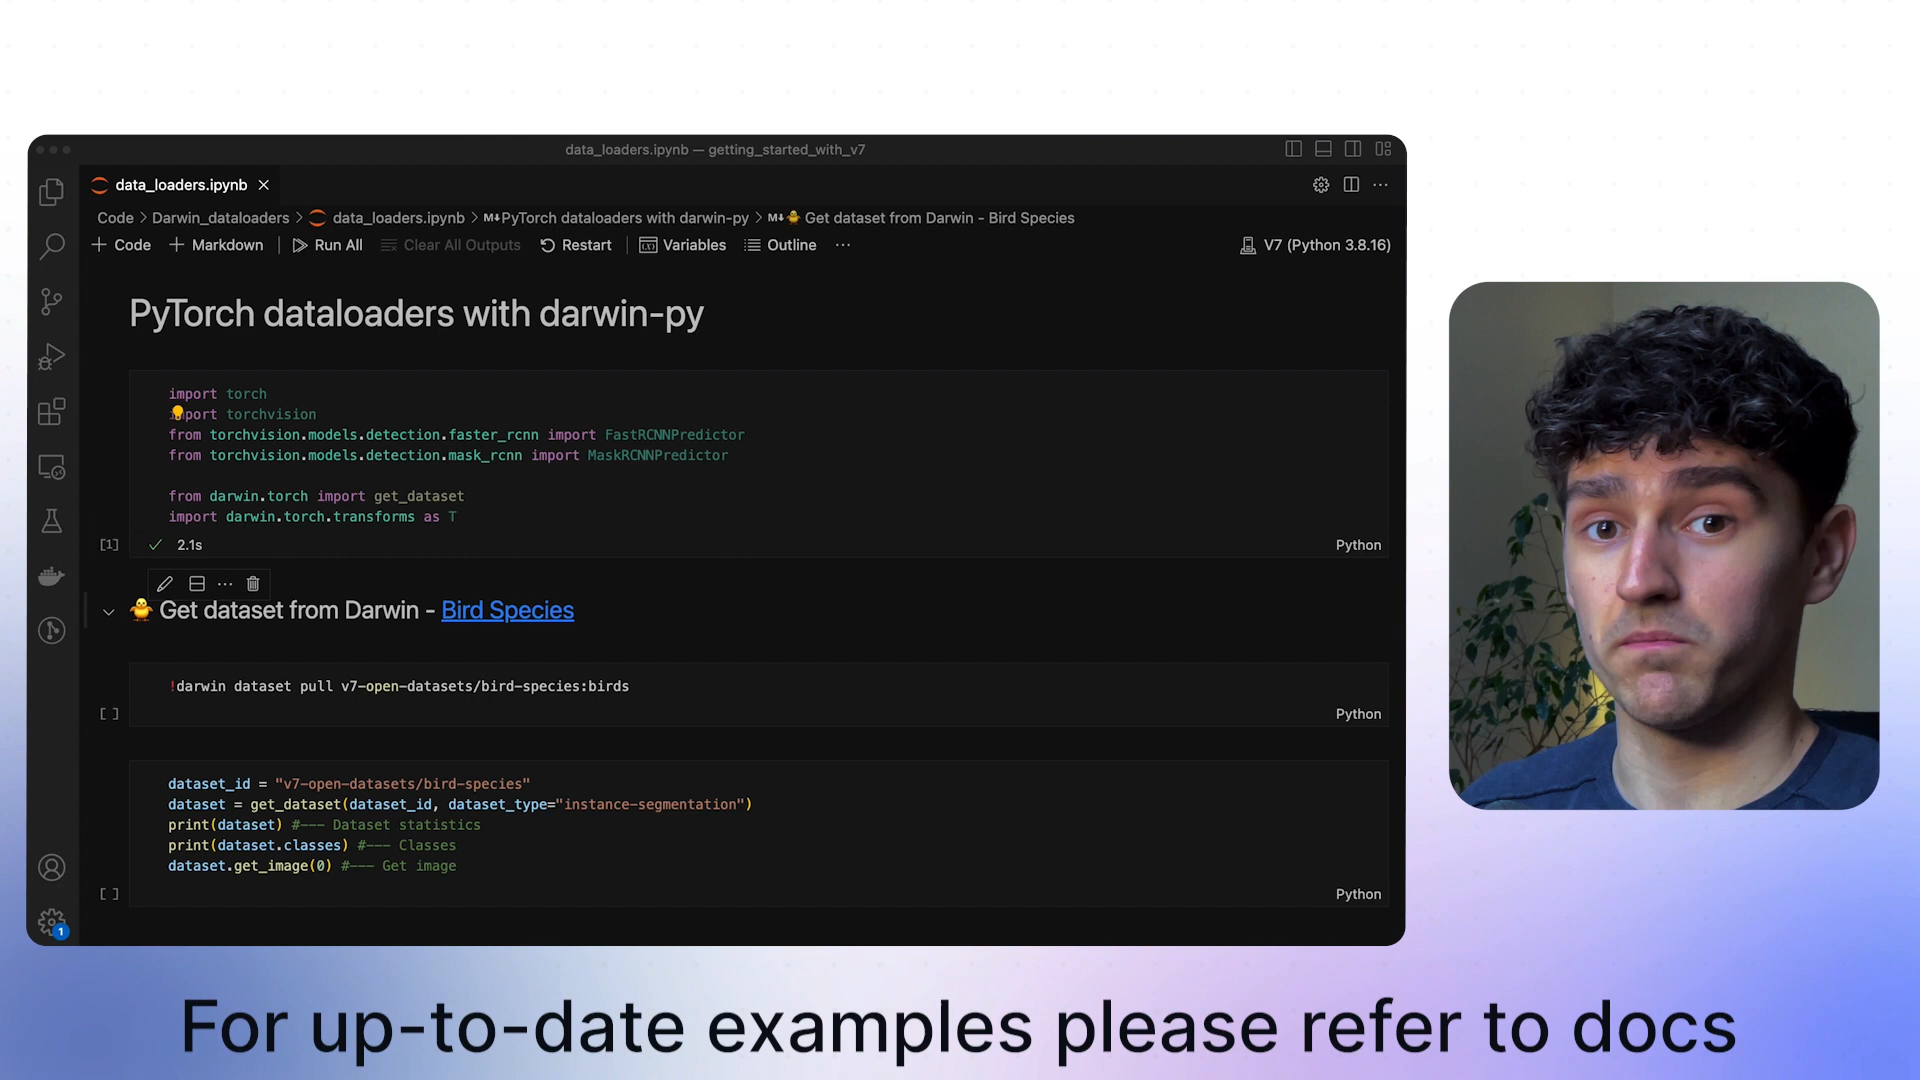 data_loaders.ipynb — getting_started_with_v7
data_loaders.ipynb
Code > Darwin_dataloaders > data_loaders.ipynb > M↓PyTorch dataloaders with darwin-py > M↓🐥 Get dataset from Darwin - Bird Species
+ Code + Markdown | Run All Clear All Outputs Restart | Variables Outline ···
V7 (Python 3.8.16)
PyTorch dataloaders with darwin-py
import torch
import torchvision
from torchvision.models.detection.faster_rcnn import FastRCNNPredictor
from torchvision.models.detection.mask_rcnn import MaskRCNNPredictor
from darwin.torch import get_dataset
import darwin.torch.transforms as T
[1] ✓ 2.1s
Python
🐥 Get dataset from Darwin - Bird Species
!darwin dataset pull v7-open-datasets/bird-species:birds
[ ]
Python
dataset_id = "v7-open-datasets/bird-species"
dataset = get_dataset(dataset_id, dataset_type="instance-segmentation")
print(dataset) #--- Dataset statistics
print(dataset.classes) #--- Classes
dataset.get_image(0) #--- Get image
[ ]
Python
1
For up-to-date examples please refer to docs